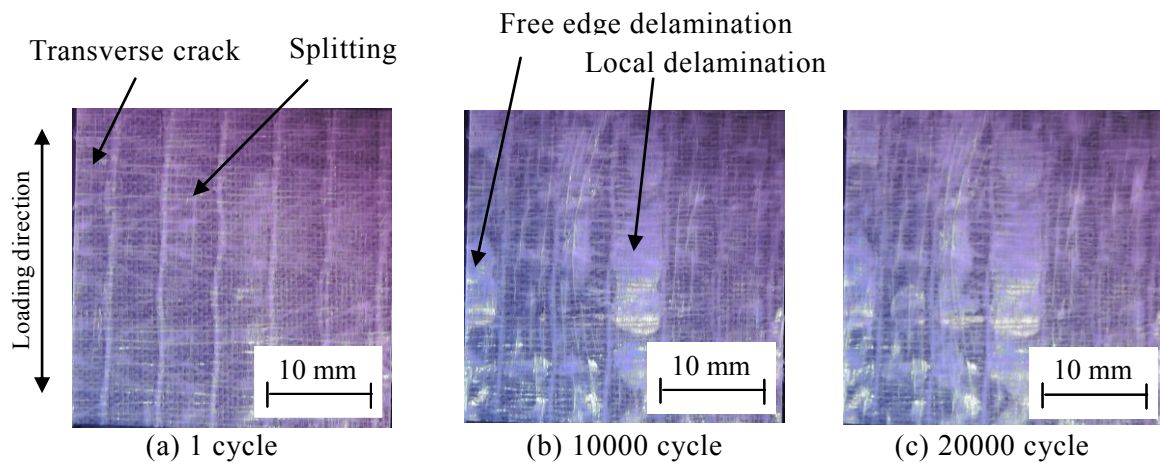 Free edge delamination
Transverse crack
Splitting
Local delamination
Loading direction
10 mm
10 mm
10 mm
(a) 1 cycle
(b) 10000 cycle
(c) 20000 cycle